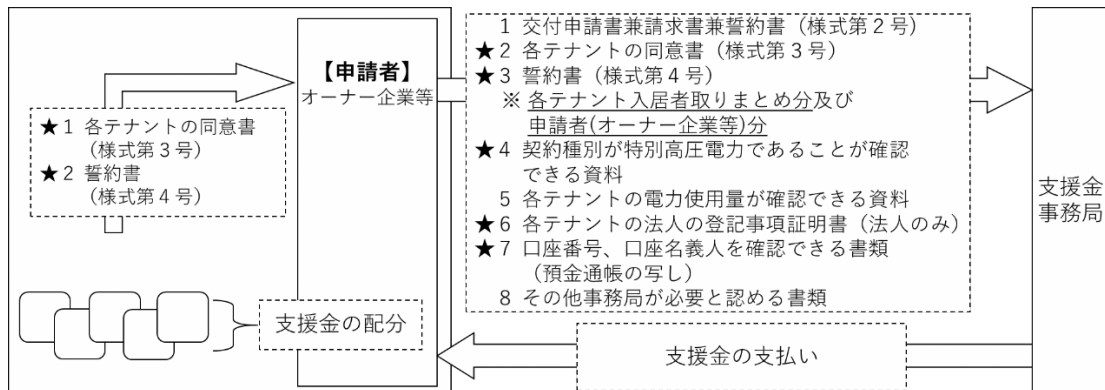 ★1 各テナントの同意書
(様式第3号)
★2 誓約書
(様式第4号)
【申請者】
オーナー企業等
1 交付申請書兼請求書兼誓約書(様式第2号)
★2 各テナントの同意書(様式第3号)
★3 誓約書(様式第4号)
※ 各テナント入居者取りまとめ分及び
申請者(オーナー企業等)分
★4 契約種別が特別高圧電力であることが確認
できる資料
5 各テナントの電力使用量が確認できる資料
★6 各テナントの法人の登記事項証明書(法人のみ)
★7 口座番号、口座名義人を確認できる書類
(預金通帳の写し)
8 その他事務局が必要と認める書類
支援金
事務局
支援金の配分
支援金の支払い